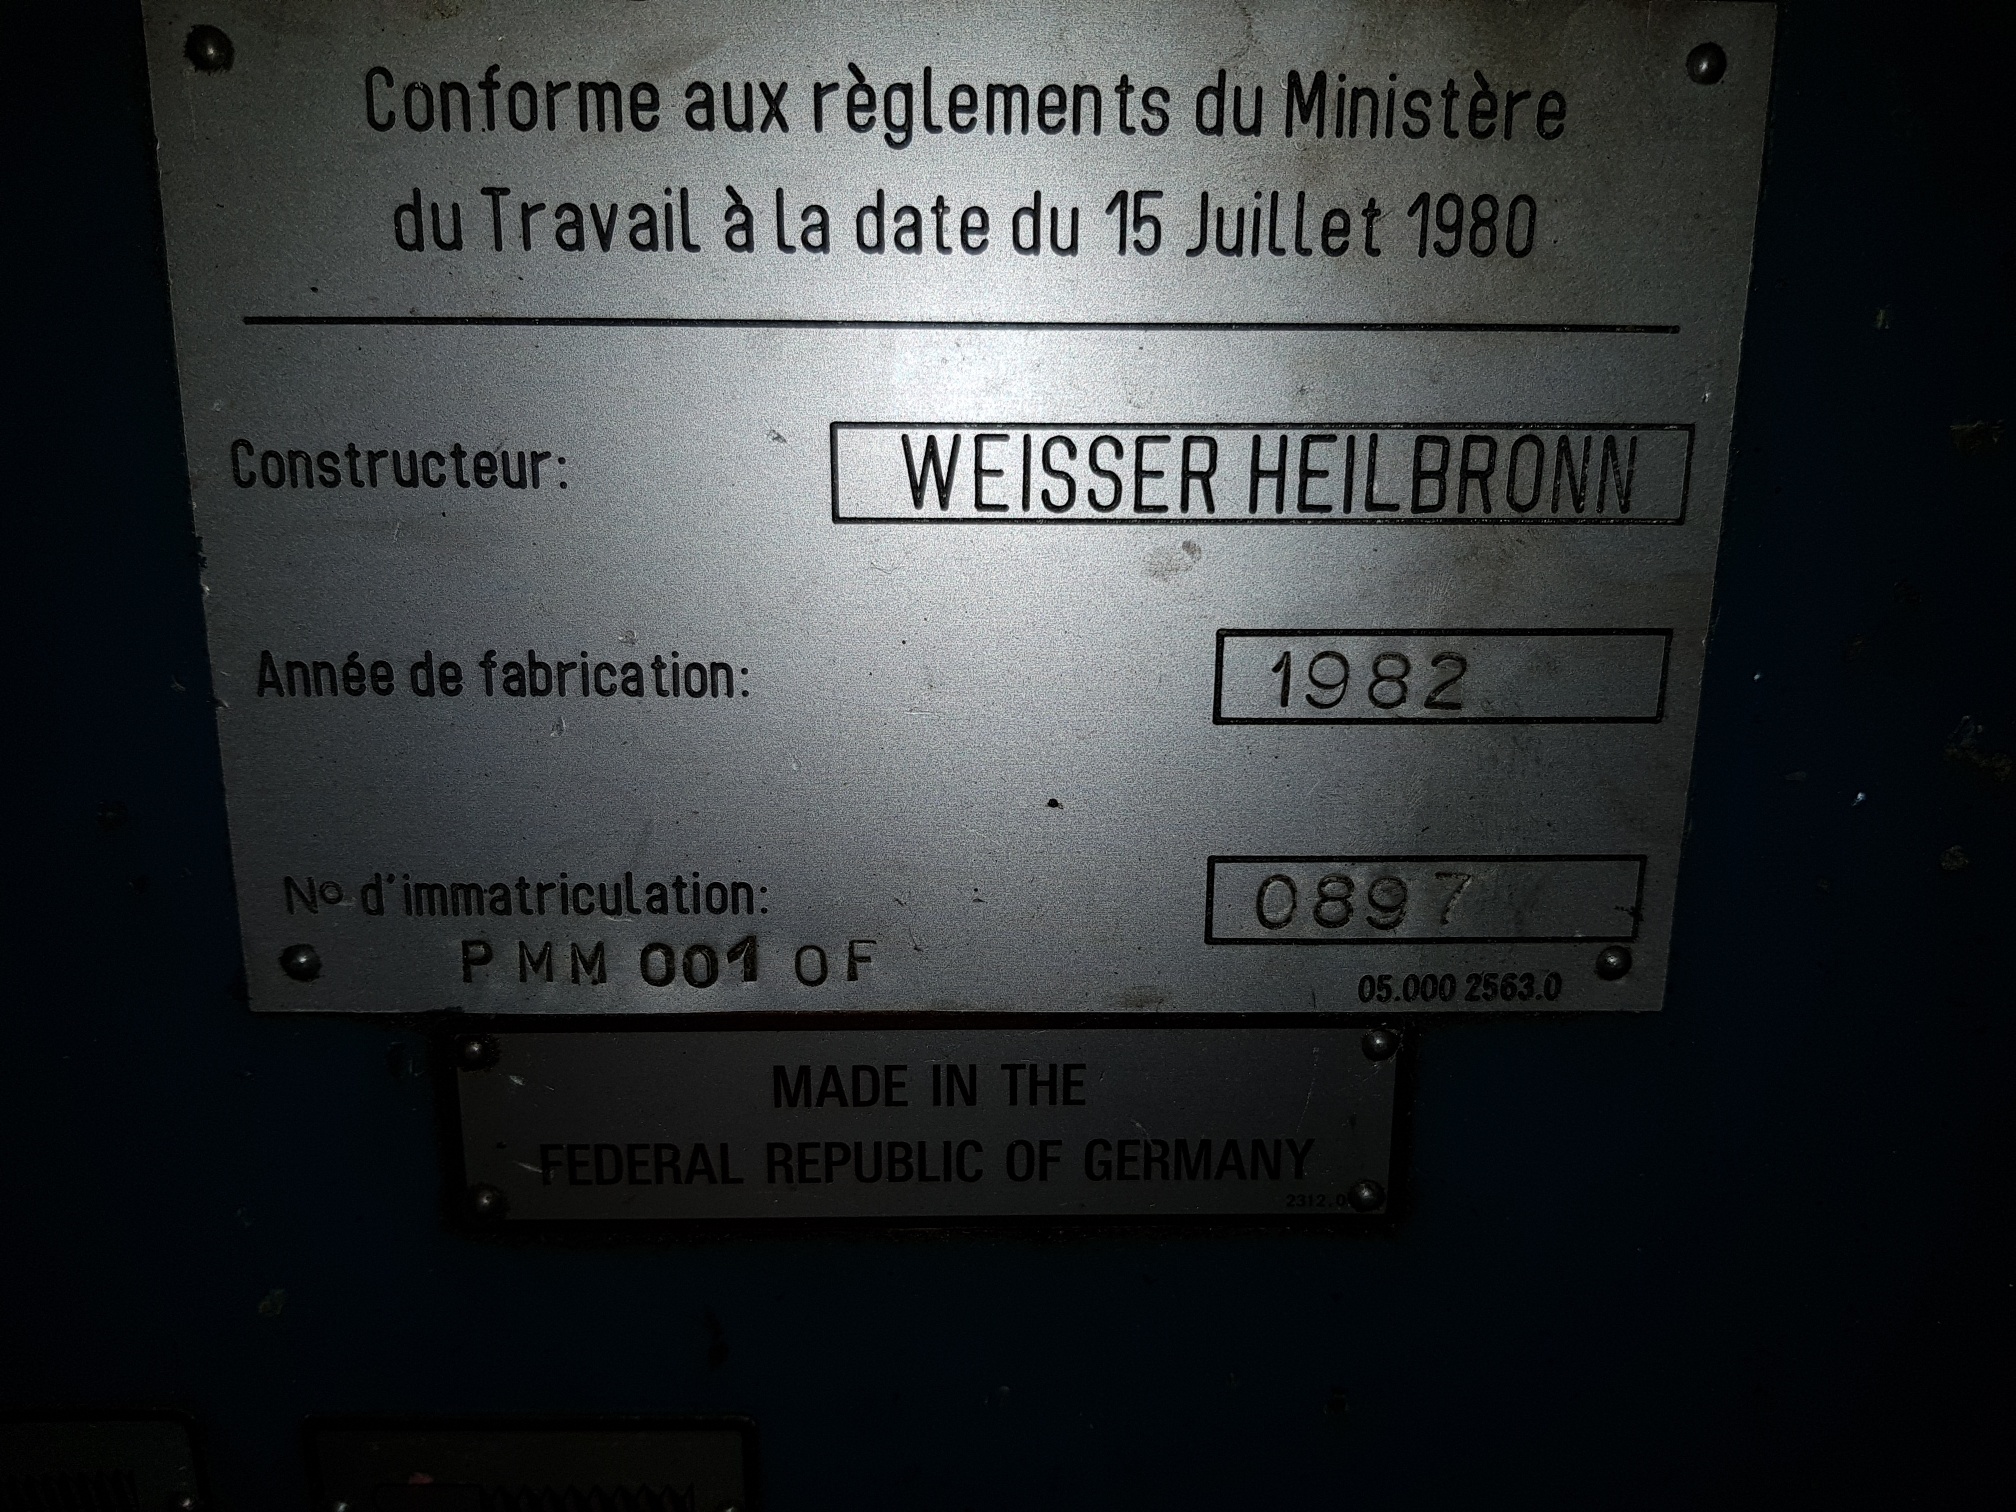 Conforme aux règlements du Ministère
du Travail à la date du 15 Juillet 1980
Constructeur: WEISSER HEILBRONN
Année de fabrication: 1982
No d'immatriculation: 0897
PMM 001 OF
05.000 2563.0
MADE IN THE
FEDERAL REPUBLIC OF GERMANY